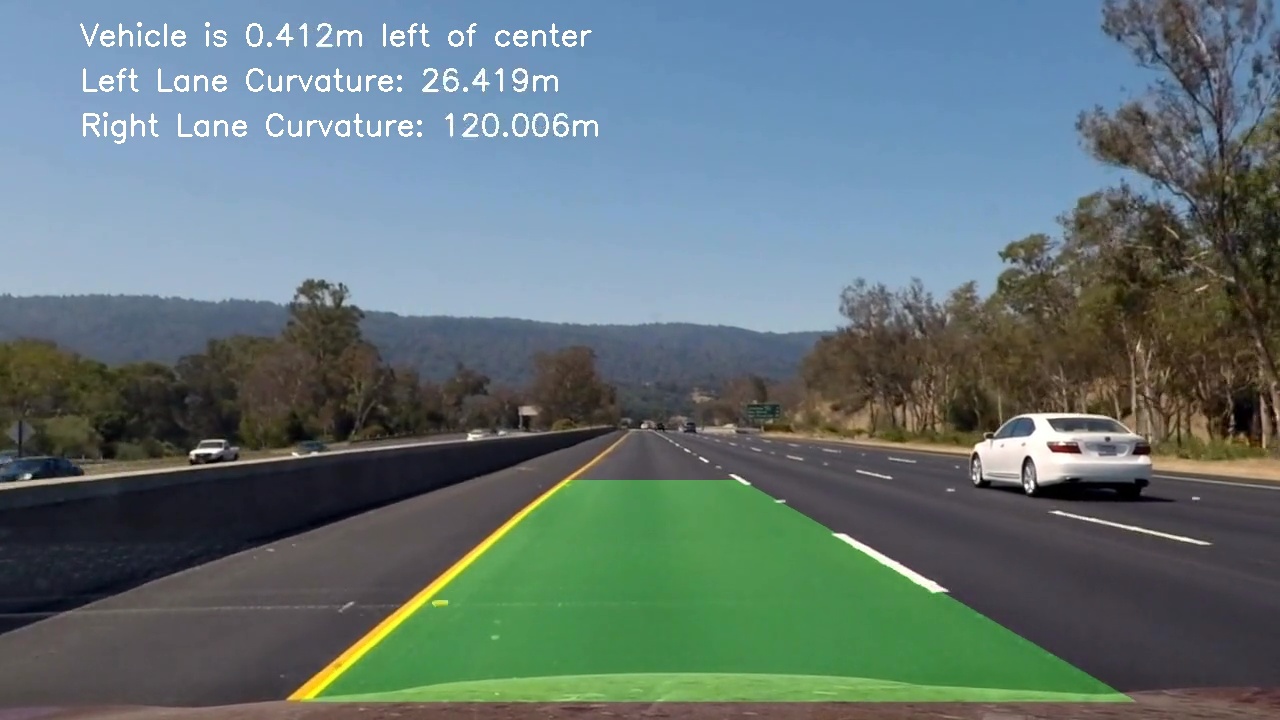 Vehicle is 0.412m left of center
Left Lane Curvature: 26.419m
Right Lane Curvature: 120.006m